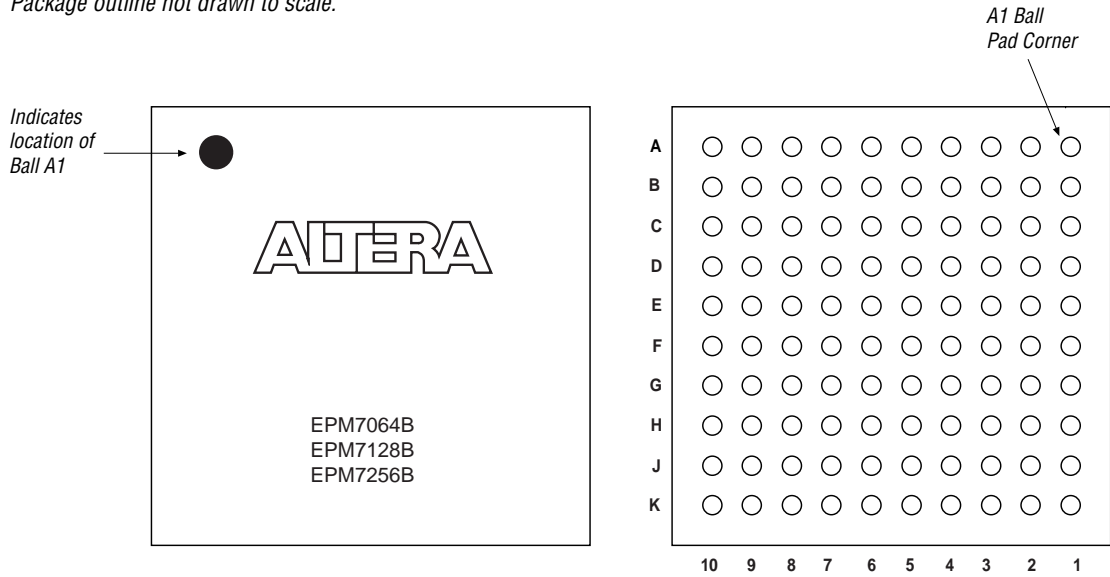 Package outline not drawn to scale.
A1 Ball
Pad Corner
Indicates
location of
Ball A1
ALTERA
EPM7064B
EPM7128B
EPM7256B
A
B
C
D
E
F
G
H
J
K
10 9 8 7 6 5 4 3 2 1